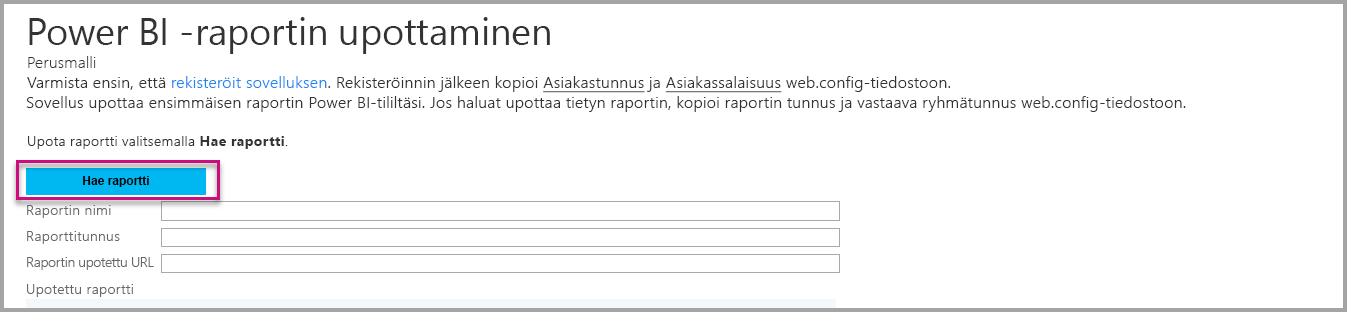 Power BI -raportin upottaminen
Perusmalli
Varmista ensin, että rekisteröit sovelluksen. Rekisteröinnin jälkeen kopioi Asiakastunnus ja Asiakassalaisuus web.config-tiedostoon.
Sovellus upottaa ensimmäisen raportin Power BI-tililtäsi. Jos haluat upottaa tietyn raportin, kopioi raportin tunnus ja vastaava ryhmätunnus web.config-tiedostoon.
Upota raportti valitsemalla Hae raportti.
Hae raportti
Raportin nimi
Raporttitunnus
Raportin upotettu URL
Upotettu raportti